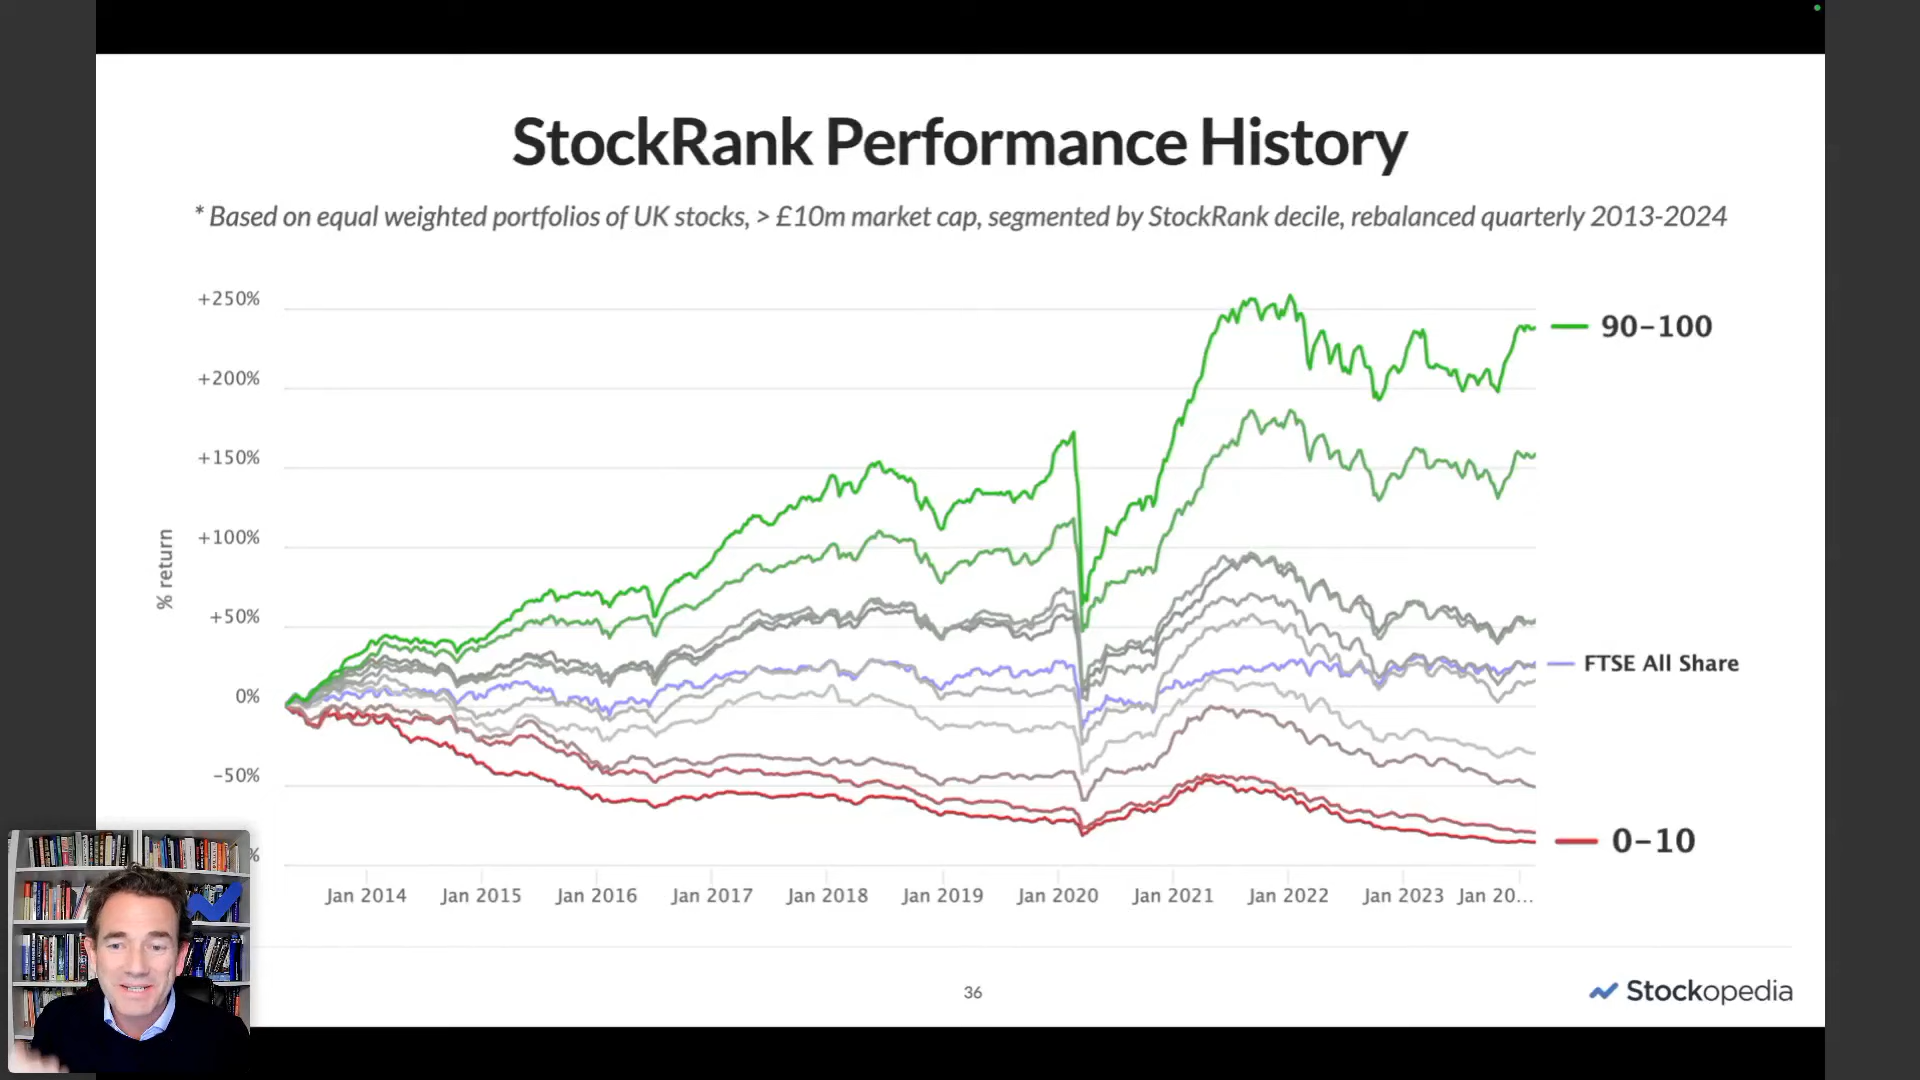 StockRank Performance History
* Based on equal weighted portfolios of UK stocks, > £10m market cap, segmented by StockRank decile, rebalanced quarterly 2013-2024
+250%
+200%
+150%
+100%
+50%
0%
-50%
%
% return
90-100
FTSE All Share
0-10
Jan 2014 Jan 2015 Jan 2016 Jan 2017 Jan 2018 Jan 2019 Jan 2020 Jan 2021 Jan 2022 Jan 2023 Jan 20...
36
Stockopedia